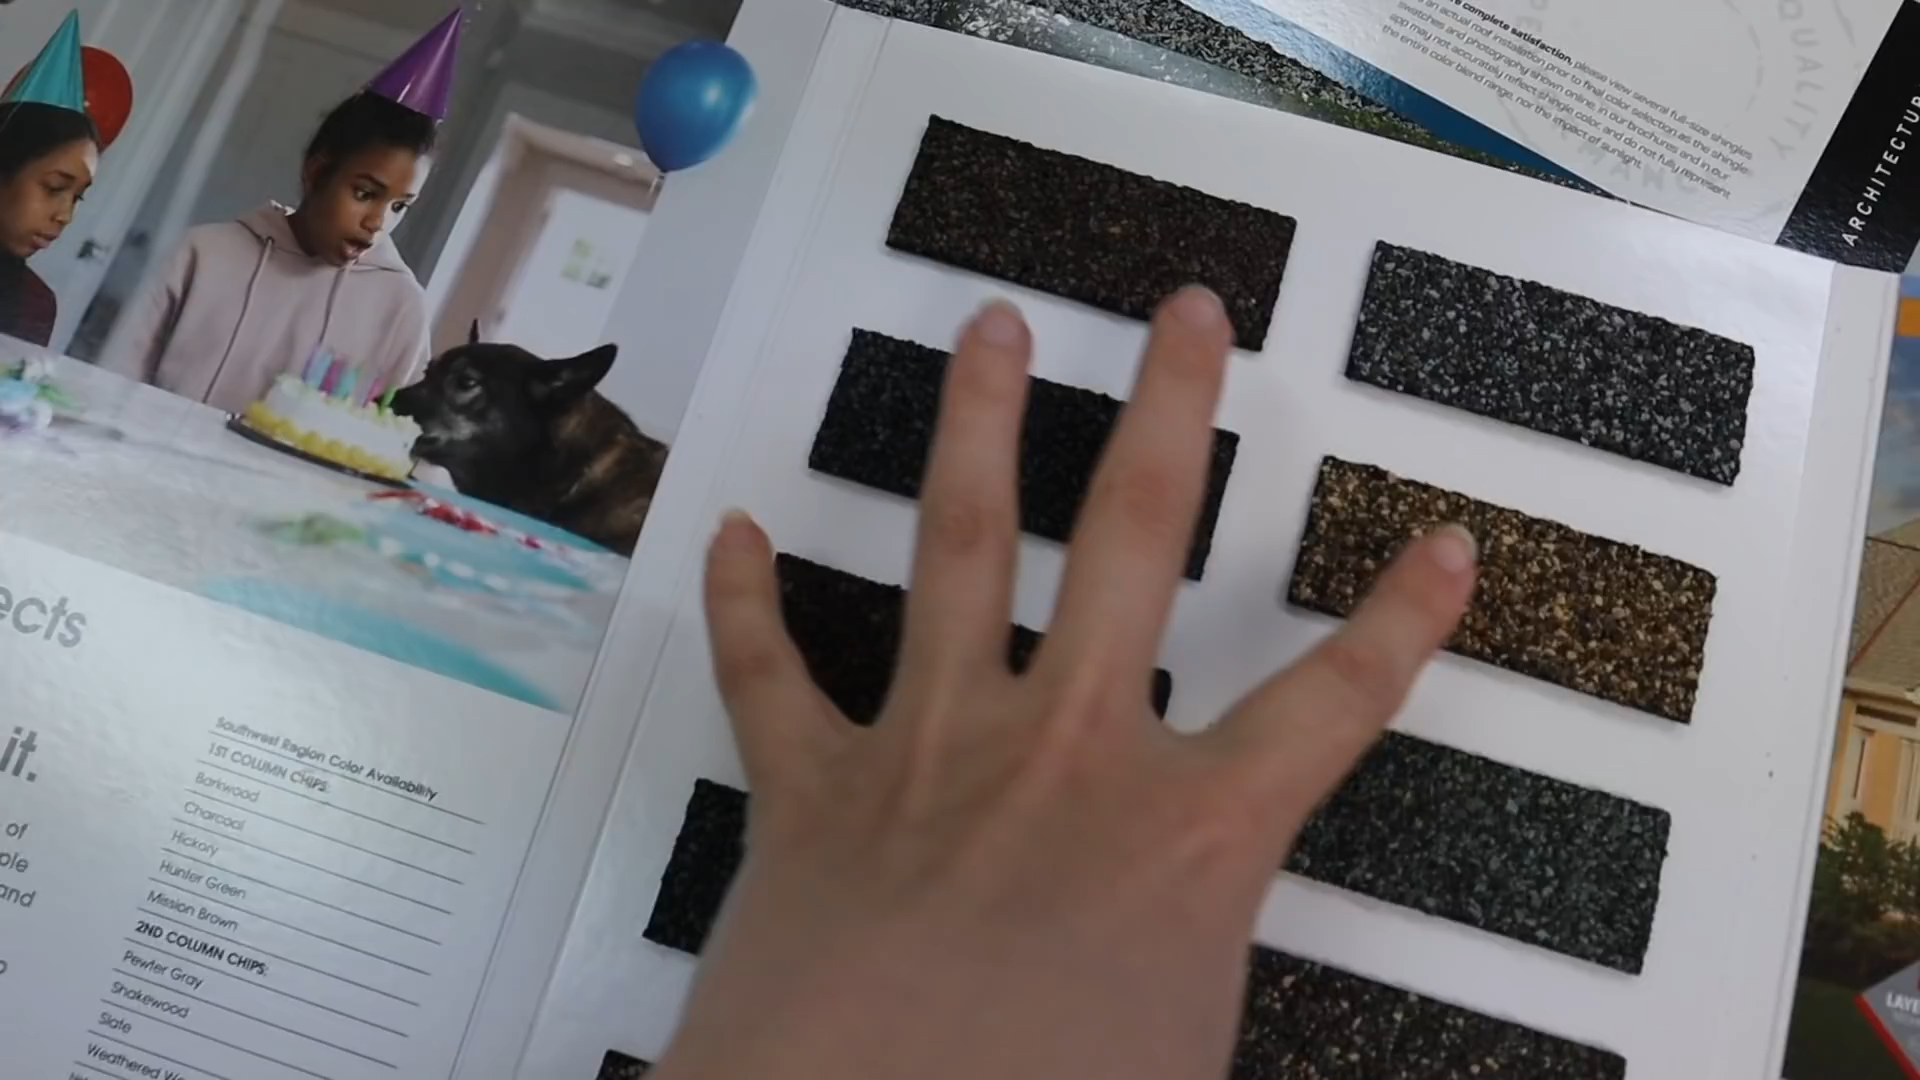 complete satisfaction, please view several full-size shingles
an actual roof installation prior to final color selection as the shingle
swatches and photography shown online, in our brochures and in our
app may not accurately reflect shingle color, and do not fully represent
the entire color blend range, nor the impact of sunlight.
QUALITY
ARCHITECTUR
ects
it.
of
ple
and
Southwest Region Color Availability
1ST COLUMN CHIPS:
Barkwood
Charcoal
Hickory
Hunter Green
Mission Brown
2ND COLUMN CHIPS:
Pewter Gray
Shakewood
Slate
Weathered W
LAYE